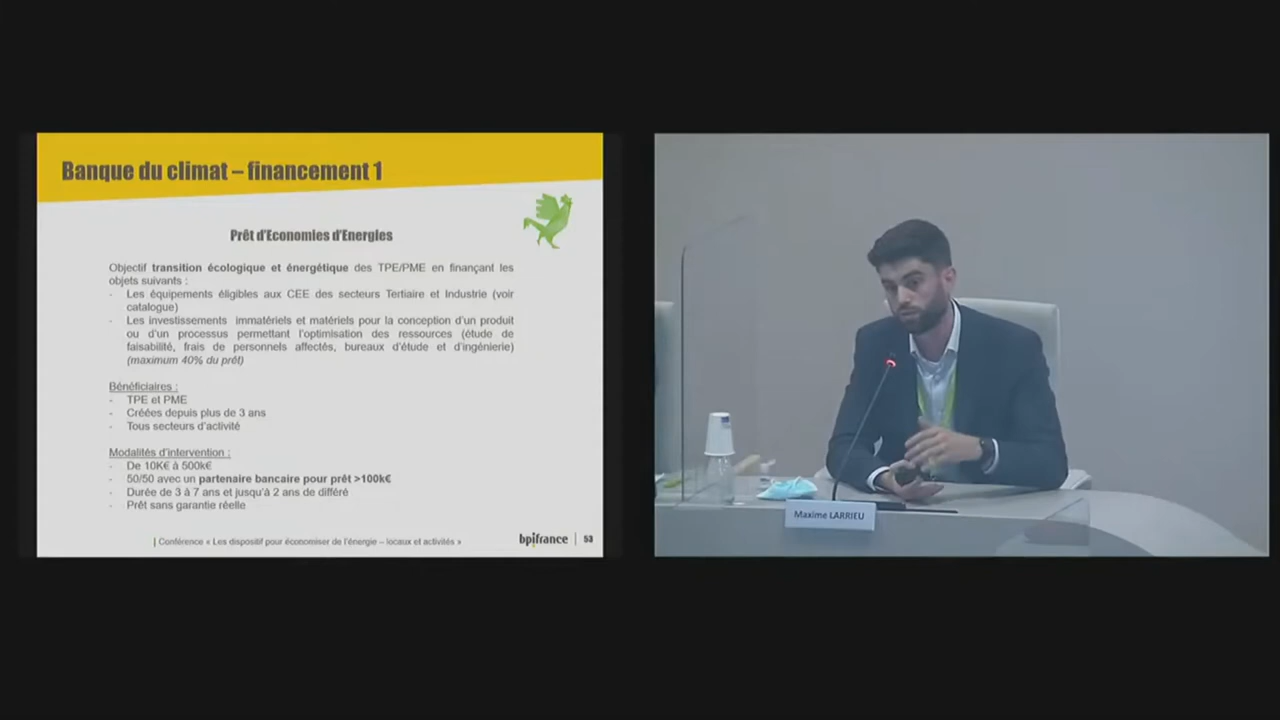 Banque du climat – financement 1
Prêt d'Economies d'Energies
Objectif transition écologique et énergétique des TPE/PME en finançant les
objets suivants :
- Les équipements éligibles aux CEE des secteurs Tertiaire et Industrie (voir
catalogue)
- Les investissements immatériels et matériels pour la conception d'un produit
ou d'un processus permettant l'optimisation des ressources (étude de
faisabilité, frais de personnels affectés, bureaux d'étude et d'ingénierie)
(maximum 40% du prêt)
Bénéficiaires :
- TPE et PME
- Créées depuis plus de 3 ans
- Tous secteurs d'activité
Modalités d'intervention :
- De 10K€ à 500k€
- 50/50 avec un partenaire bancaire pour prêt >100k€
- Durée de 3 à 7 ans et jusqu'à 2 ans de différé
- Prêt sans garantie réelle
| Conférence « Les dispositif pour économiser de l'énergie – locaux et activités »
bpifrance | 53
Maxime LARRIEU